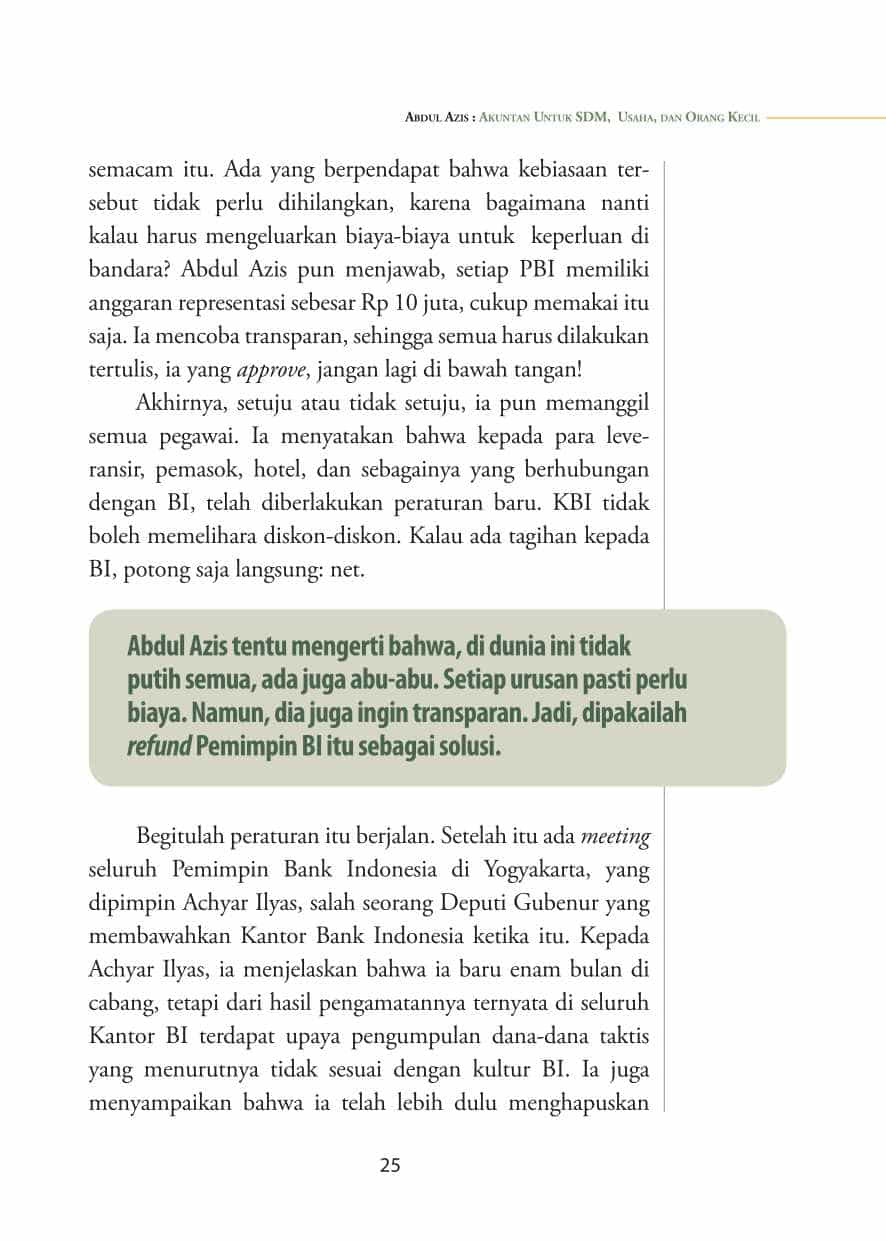 Abdul Azis : Akuntan Untuk SDM, Usaha, dan Orang Kecil
semacam itu. Ada yang berpendapat bahwa kebiasaan ter-
sebut tidak perlu dihilangkan, karena bagaimana nanti
kalau harus mengeluarkan biaya-biaya untuk keperluan di
bandara? Abdul Azis pun menjawab, setiap PBI memiliki
anggaran representasi sebesar Rp 10 juta, cukup memakai itu
saja. Ia mencoba transparan, sehingga semua harus dilakukan
tertulis, ia yang approve, jangan lagi di bawah tangan!
Akhirnya, setuju atau tidak setuju, ia pun memanggil
semua pegawai. Ia menyatakan bahwa kepada para leve-
ransir, pemasok, hotel, dan sebagainya yang berhubungan
dengan BI, telah diberlakukan peraturan baru. KBI tidak
boleh memelihara diskon-diskon. Kalau ada tagihan kepada
BI, potong saja langsung: net.
Abdul Azis tentu mengerti bahwa, di dunia ini tidak
putih semua, ada juga abu-abu. Setiap urusan pasti perlu
biaya. Namun, dia juga ingin transparan. Jadi, dipakailah
refund Pemimpin BI itu sebagai solusi.
Begitulah peraturan itu berjalan. Setelah itu ada meeting
seluruh Pemimpin Bank Indonesia di Yogyakarta, yang
dipimpin Achyar Ilyas, salah seorang Deputi Gubenur yang
membawahkan Kantor Bank Indonesia ketika itu. Kepada
Achyar Ilyas, ia menjelaskan bahwa ia baru enam bulan di
cabang, tetapi dari hasil pengamatannya ternyata di seluruh
Kantor BI terdapat upaya pengumpulan dana-dana taktis
yang menurutnya tidak sesuai dengan kultur BI. Ia juga
menyampaikan bahwa ia telah lebih dulu menghapuskan
25